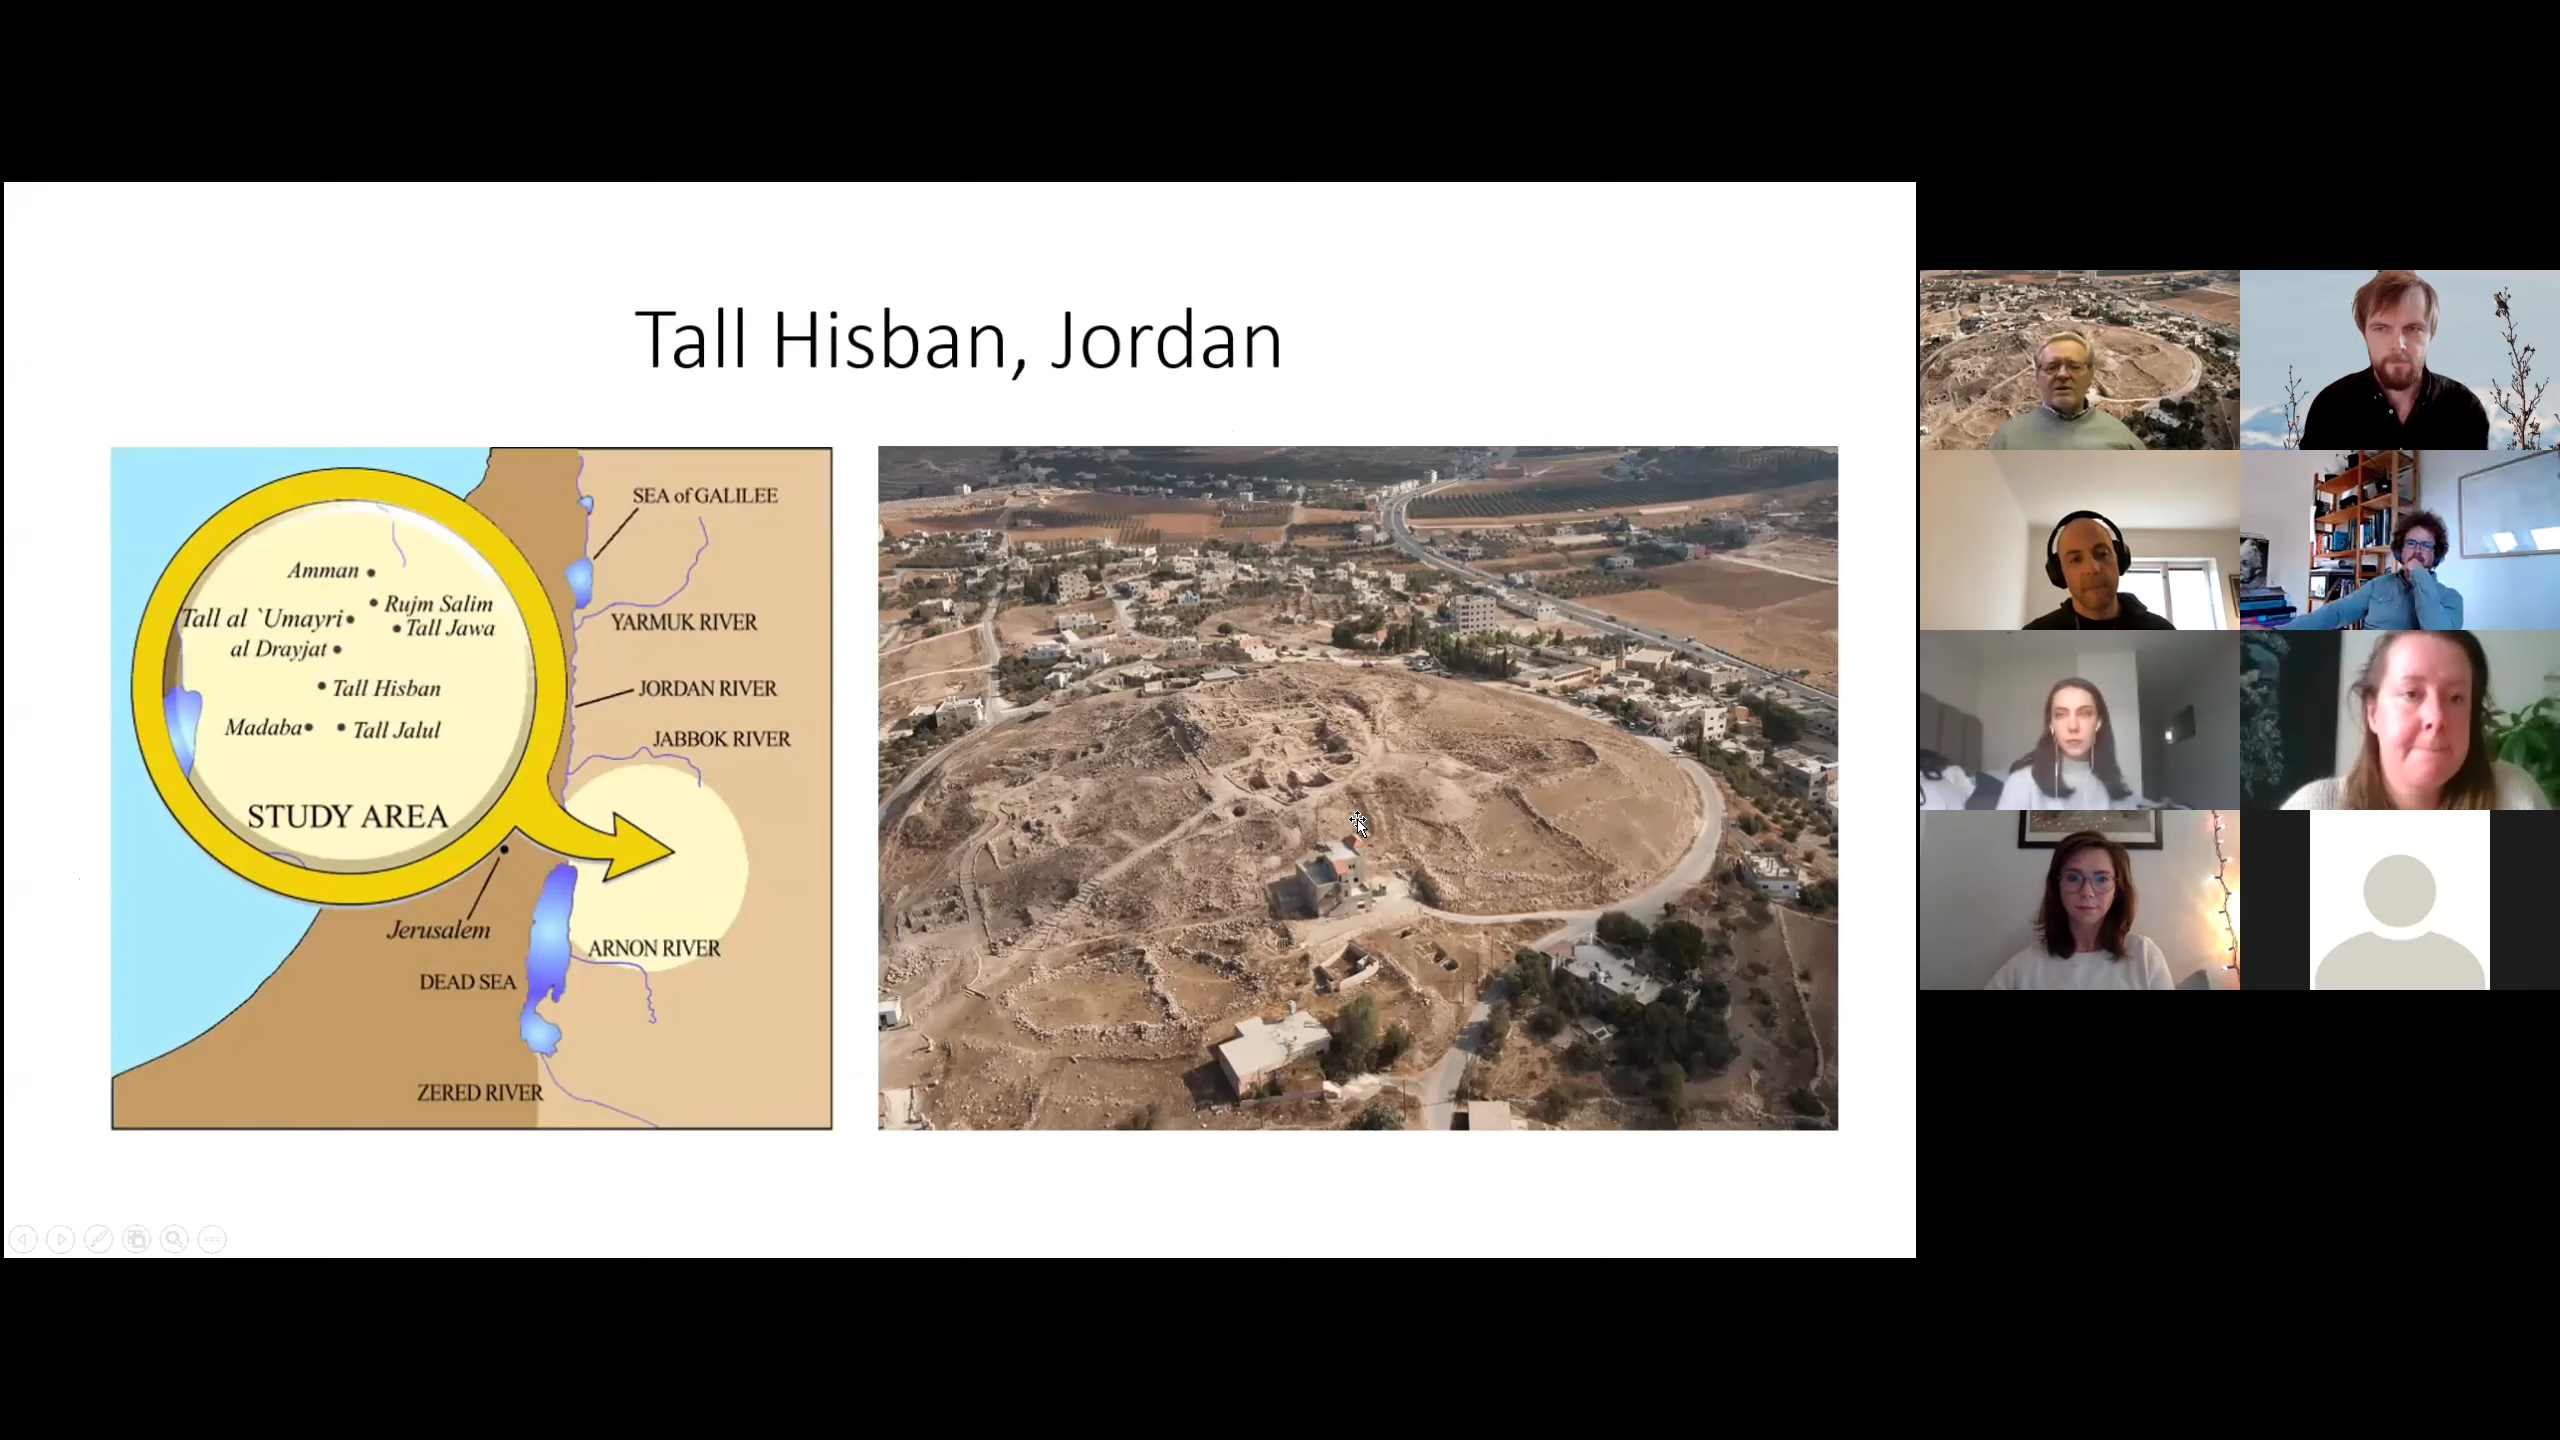 Tall Hisban, Jordan
SEA of GALILEE
Amman
Rujm Salim
Tall al `Umayri
Tall Jawa
al Drayjat
YARMUK RIVER
Tall Hisban
JORDAN RIVER
Madaba
Tall Jalul
JABBOK RIVER
STUDY AREA
Jerusalem
ARNON RIVER
DEAD SEA
ZERED RIVER